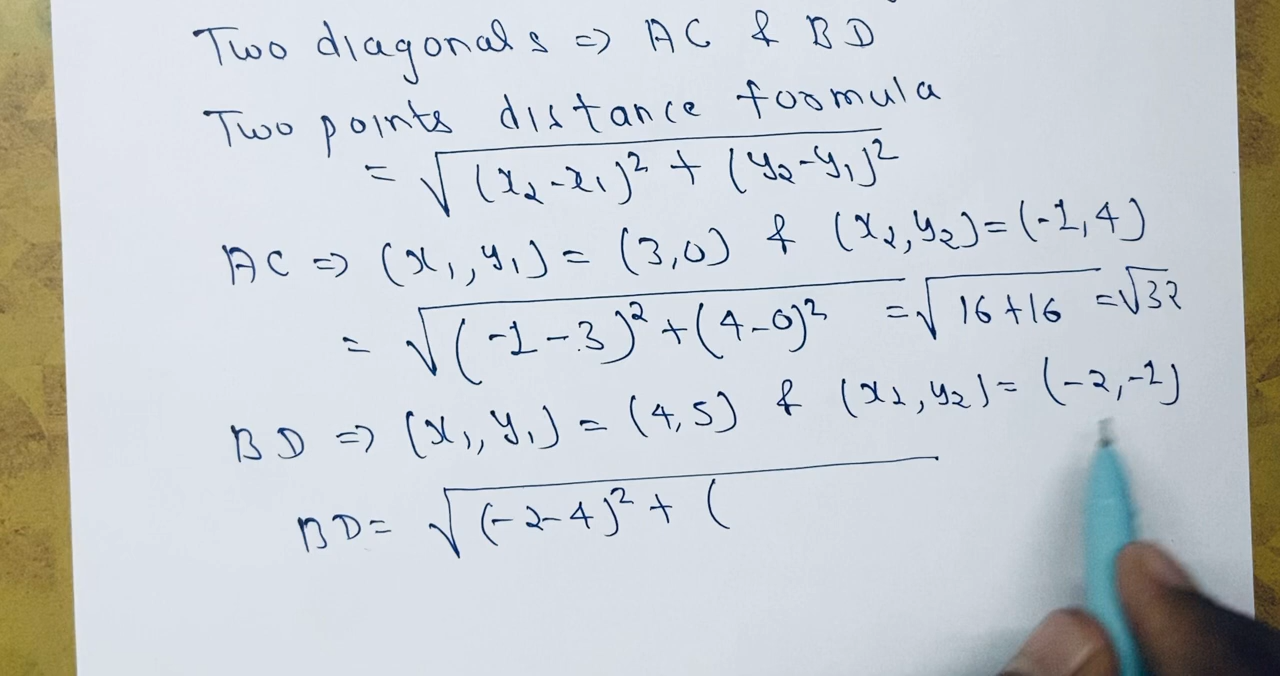 Two diagonals => AC & BD
Two points distance formula
= √(x₂-x₁)² + (y₂-y₁)²
AC => (x₁, y₁) = (3,0) & (x₂,y₂)=(-1,4)
= √(-1-3)²+(4-0)² = √16+16 = √32
BD => (x₁, y₁) = (4,5) & (x₂,y₂)= (-2,-1)
BD= √(-2-4)² + (